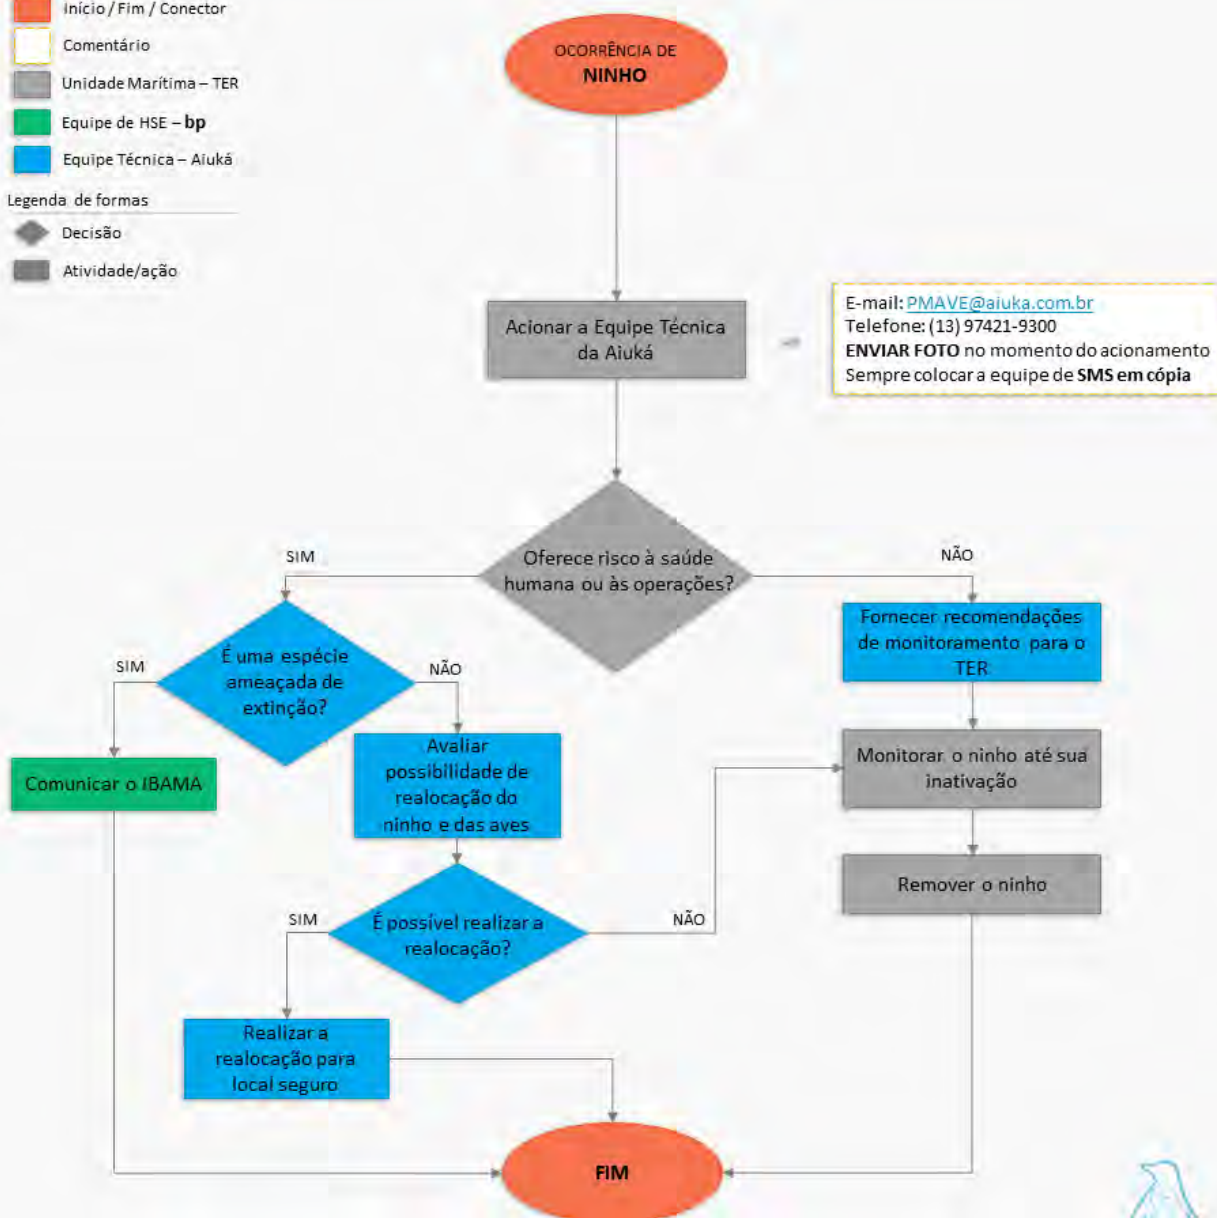 Início / Fim / Conector
Comentário
Unidade Marítima – TER
Equipe de HSE – bp
Equipe Técnica – Aiuká
Legenda de formas
Decisão
Atividade/ação
OCORRÊNCIA DE
NINHO
Acionar a Equipe Técnica
da Aiuká
E-mail: PMAVE@aiuka.com.br
Telefone: (13) 97421-9300
ENVIAR FOTO no momento do acionamento
Sempre colocar a equipe de SMS em cópia
Oferece risco à saúde
humana ou às operações?
SIM
NÃO
É uma espécie
ameaçada de
extinção?
SIM
NÃO
Fornecer recomendações
de monitoramento para o
TER
Comunicar o IBAMA
Avaliar
possibilidade de
realocação do
ninho e das aves
Monitorar o ninho até sua
inativação
Remover o ninho
É possível realizar a
realocação?
SIM
NÃO
Realizar a
realocação para
local seguro
FIM